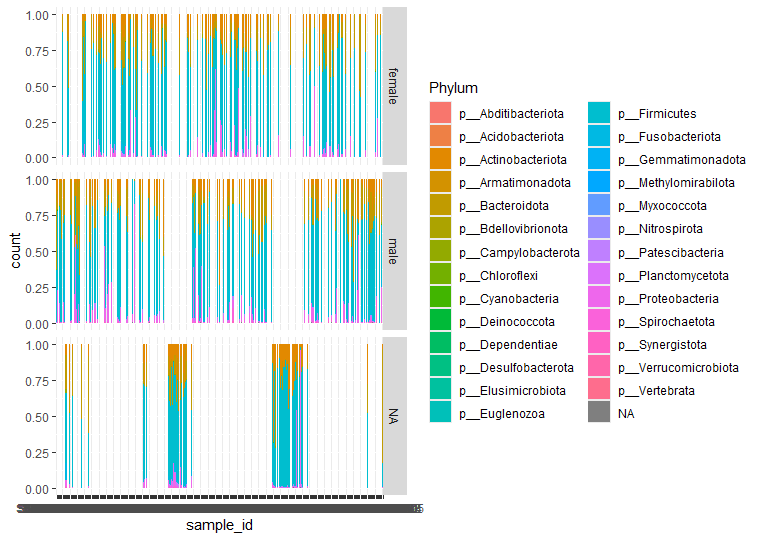 1.00
0.75
0.50
0.25
0.00
female
1.00
0.75
0.50
0.25
0.00
male
1.00
0.75
0.50
0.25
0.00
NA
count
sample_id
Phylum
p__Abditibacteriota
p__Acidobacteriota
p__Actinobacteriota
p__Armatimonadota
p__Bacteroidota
p__Bdellovibrionota
p__Campylobacterota
p__Chloroflexi
p__Cyanobacteria
p__Deinococcota
p__Dependentiae
p__Desulfobacterota
p__Elusimicrobiota
p__Euglenozoa
p__Firmicutes
p__Fusobacteriota
p__Gemmatimonadota
p__Methylomirabilota
p__Myxococcota
p__Nitrospirota
p__Patescibacteria
p__Planctomycetota
p__Proteobacteria
p__Spirochaetota
p__Synergistota
p__Verrucomicrobiota
p__Vertebrata
NA